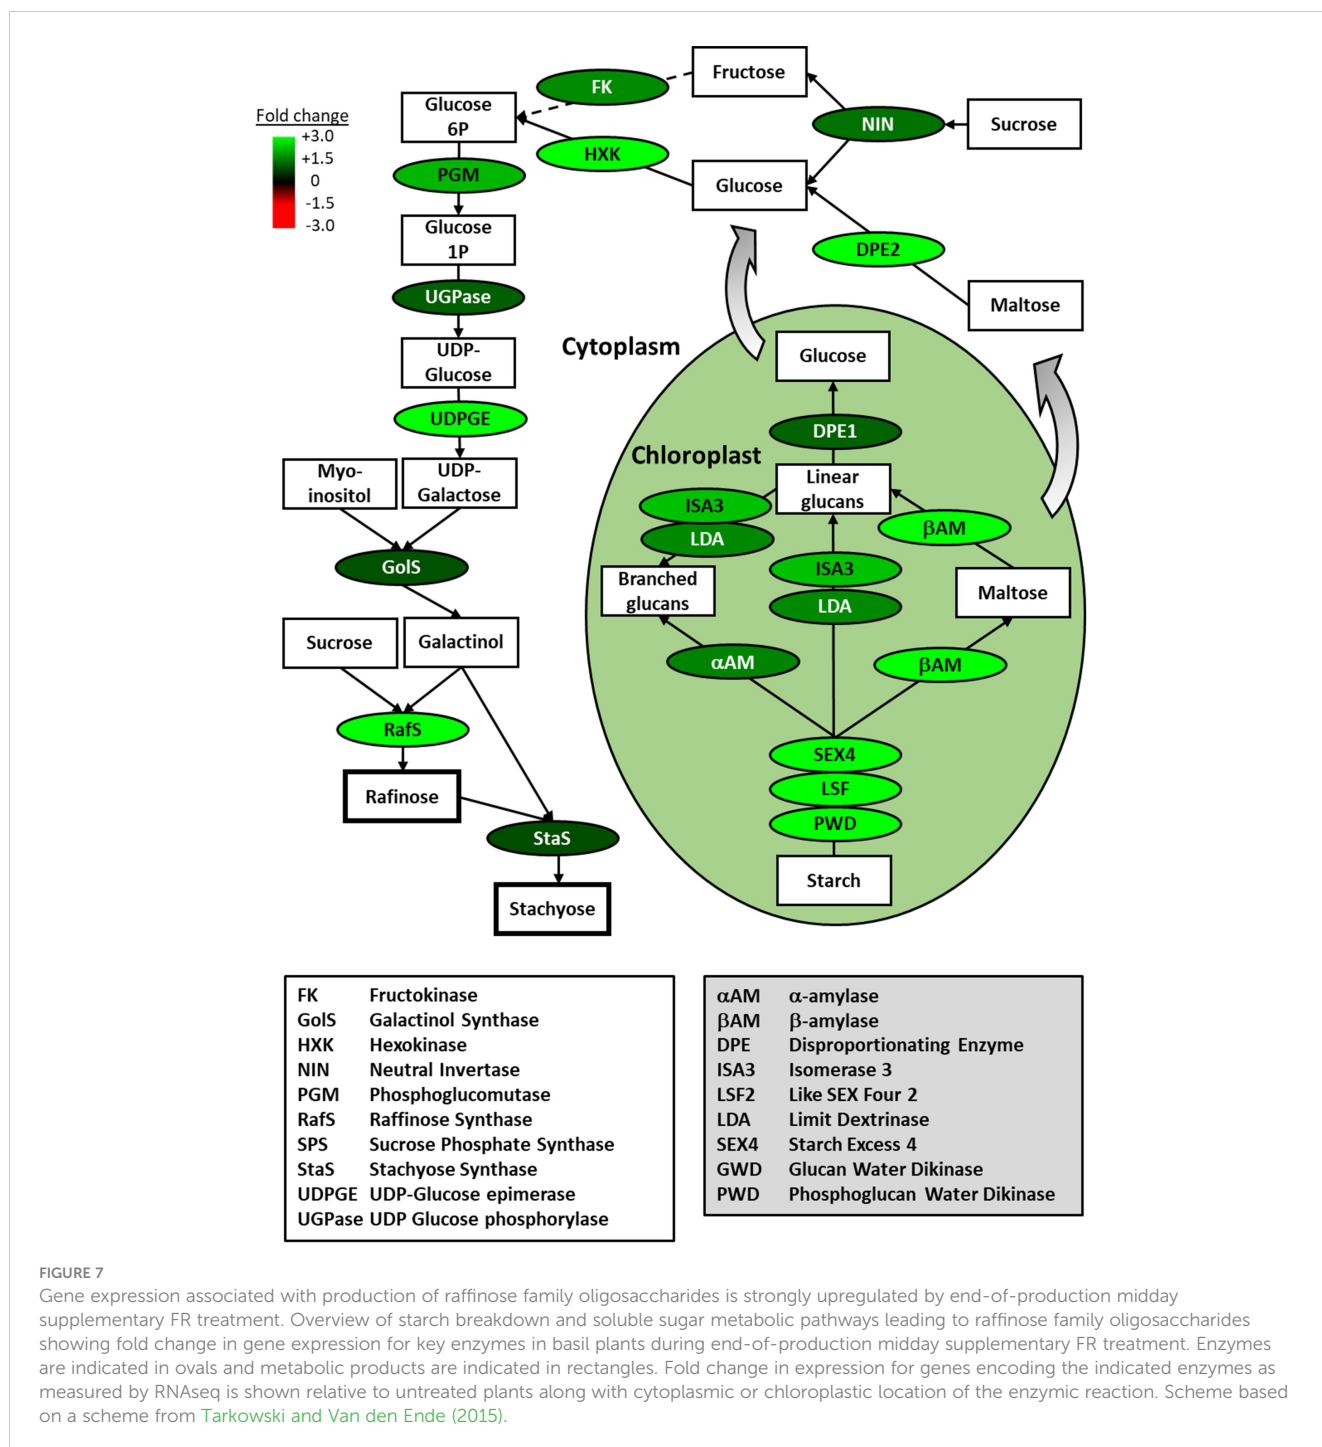 Fructose
FK
Fold change
+3.0
+1.5
0
-1.5
-3.0
Glucose
6P
NIN
Sucrose
HXK
PGM
Glucose
Glucose
1P
DPE2
UGPase
Maltose
Cytoplasm
UDP-
Glucose
Glucose
UDPGE
DPE1
Chloroplast
Myo-
inositol
UDP-
Galactose
Linear
glucans
ISA3
LDA
βAM
GolS
ISA3
Branched
glucans
Maltose
LDA
Sucrose
Galactinol
αAM
βAM
RafS
SEX4
LSF
Rafinose
PWD
StaS
Starch
Stachyose
FK Fructokinase
GolS Galactinol Synthase
HXK Hexokinase
NIN Neutral Invertase
PGM Phosphoglucomutase
RafS Raffinose Synthase
SPS Sucrose Phosphate Synthase
StaS Stachyose Synthase
UDPGE UDP-Glucose epimerase
UGPase UDP Glucose phosphorylase
αAM α-amylase
βAM β-amylase
DPE Disproportionating Enzyme
ISA3 Isomerase 3
LSF2 Like SEX Four 2
LDA Limit Dextrinase
SEX4 Starch Excess 4
GWD Glucan Water Dikinase
PWD Phosphoglucan Water Dikinase
FIGURE 7
Gene expression associated with production of raffinose family oligosaccharides is strongly upregulated by end-of-production midday
supplementary FR treatment. Overview of starch breakdown and soluble sugar metabolic pathways leading to raffinose family oligosaccharides
showing fold change in gene expression for key enzymes in basil plants during end-of-production midday supplementary FR treatment. Enzymes
are indicated in ovals and metabolic products are indicated in rectangles. Fold change in expression for genes encoding the indicated enzymes as
measured by RNAseq is shown relative to untreated plants along with cytoplasmic or chloroplastic location of the enzymic reaction. Scheme based
on a scheme from Tarkowski and Van den Ende (2015).